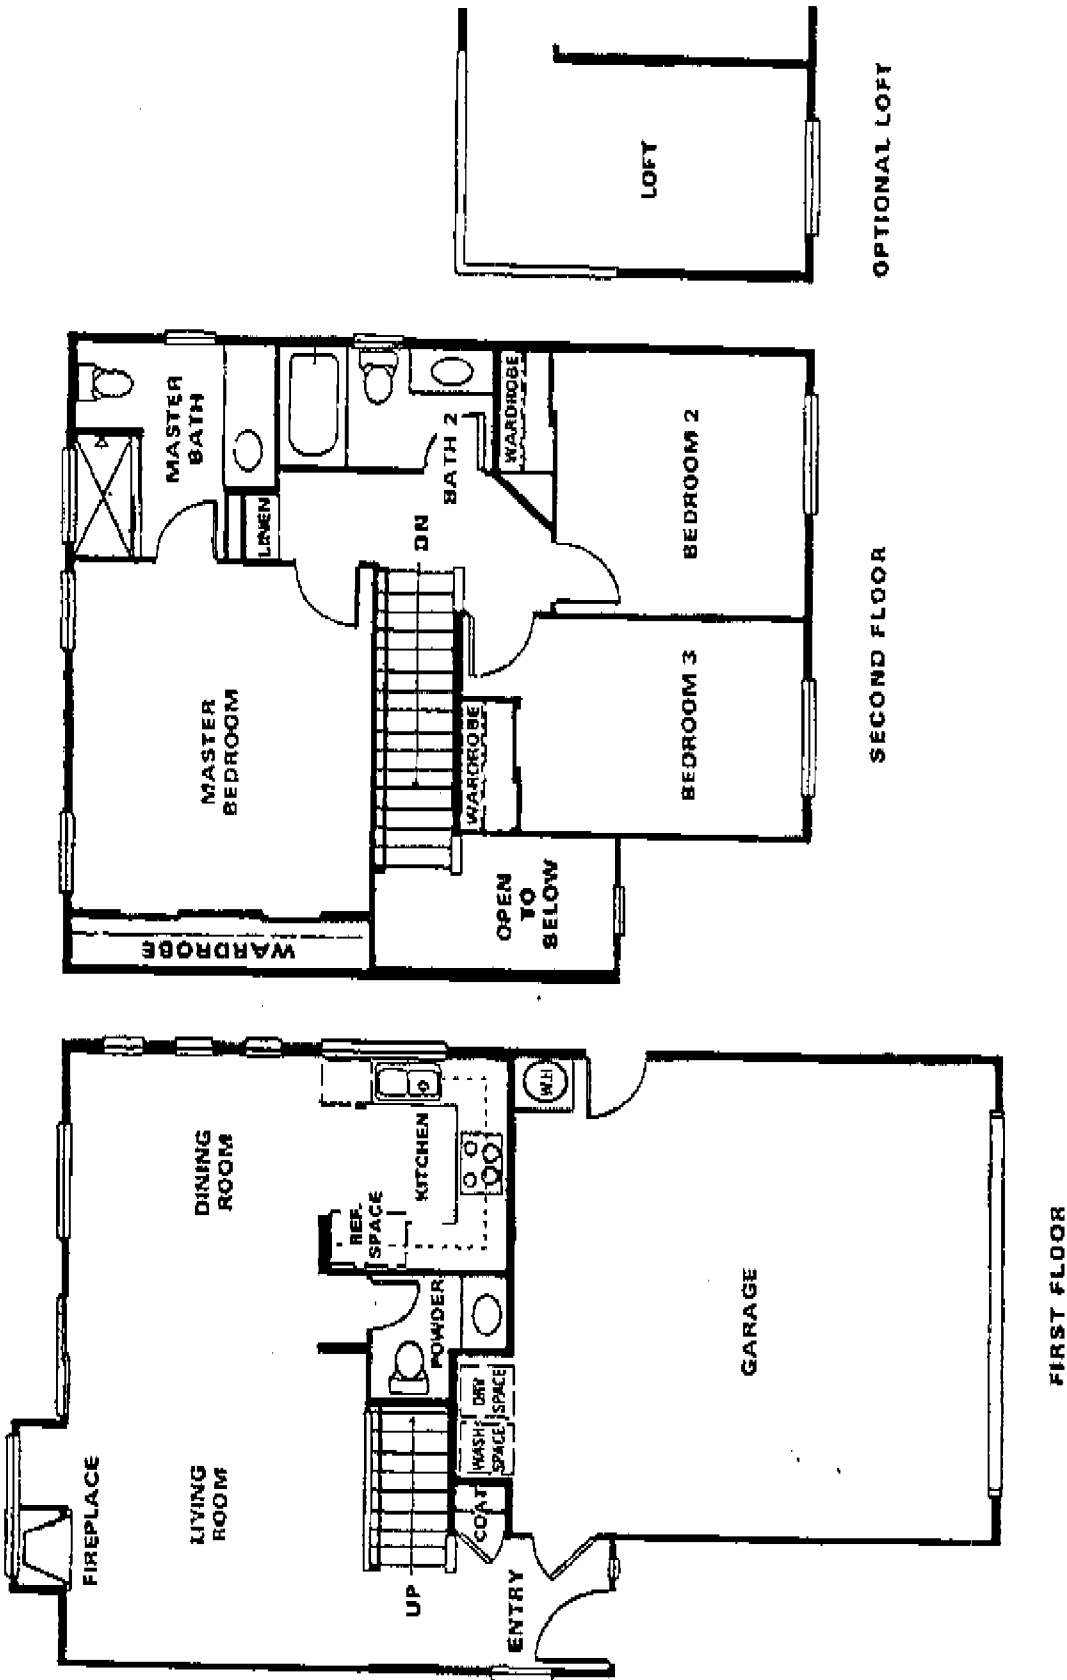 FIREPLACE
LIVING
ROOM
DINING
ROOM
UP
ENTRY
COAT
WASH
SPACE
DRY
SPACE
POWDER
REF.
SPACE
KITCHEN
W.H
GARAGE
FIRST FLOOR
WARDROBE
MASTER
BEDROOM
MASTER
BATH
LINEN
DN
BATH 2
WARDROBE
OPEN
TO
BELOW
WARDROBE
BEDROOM 3
BEDROOM 2
SECOND FLOOR
LOFT
OPTIONAL LOFT